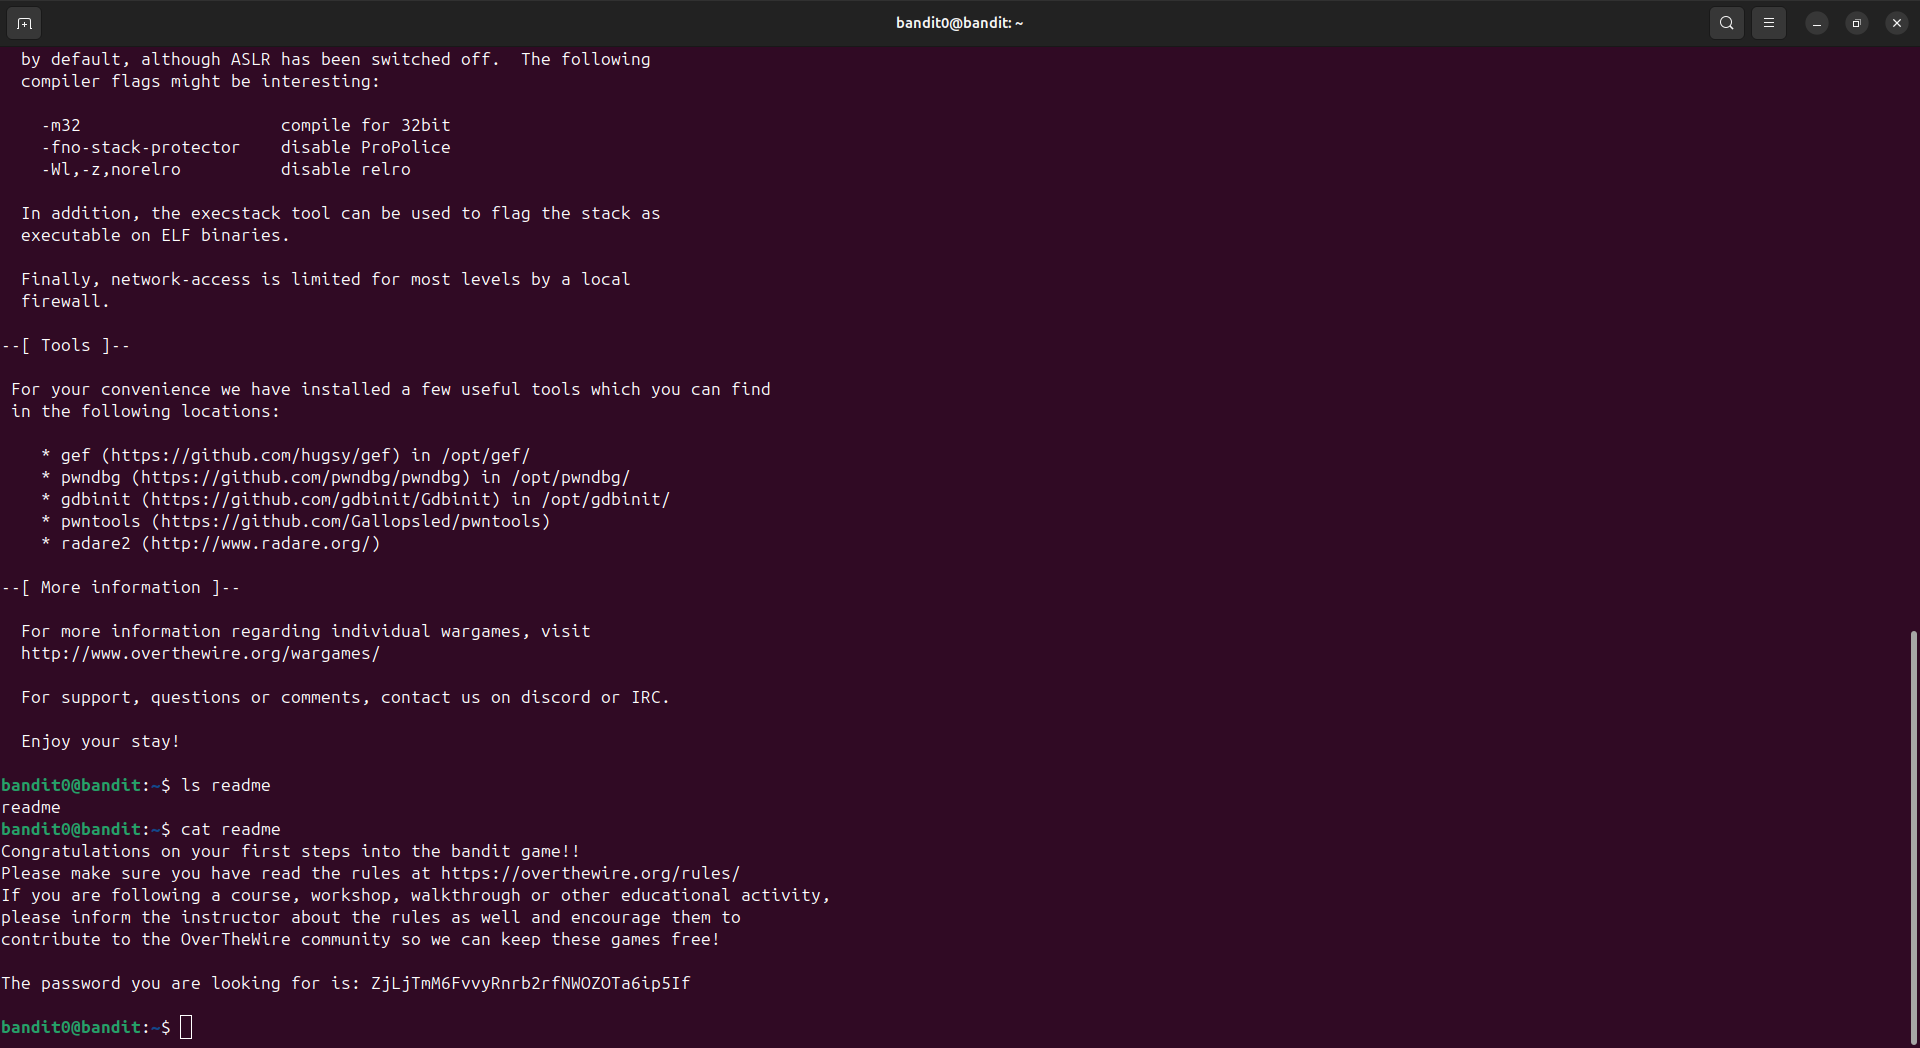 bandit0@bandit: ~
by default, although ASLR has been switched off.  The following
compiler flags might be interesting:
-m32                    compile for 32bit
-fno-stack-protector    disable ProPolice
-Wl,-z,norelro          disable relro
In addition, the execstack tool can be used to flag the stack as
executable on ELF binaries.
Finally, network-access is limited for most levels by a local
firewall.
--[ Tools ]--
For your convenience we have installed a few useful tools which you can find
in the following locations:
* gef (https://github.com/hugsy/gef) in /opt/gef/
* pwndbg (https://github.com/pwndbg/pwndbg) in /opt/pwndbg/
* gdbinit (https://github.com/gdbinit/Gdbinit) in /opt/gdbinit/
* pwntools (https://github.com/Gallopsled/pwntools)
* radare2 (http://www.radare.org/)
--[ More information ]--
For more information regarding individual wargames, visit
http://www.overthewire.org/wargames/
For support, questions or comments, contact us on discord or IRC.
Enjoy your stay!
bandit0@bandit:~$ ls readme
readme
bandit0@bandit:~$ cat readme
Congratulations on your first steps into the bandit game!!
Please make sure you have read the rules at https://overthewire.org/rules/
If you are following a course, workshop, walkthrough or other educational activity,
please inform the instructor about the rules as well and encourage them to
contribute to the OverTheWire community so we can keep these games free!
The password you are looking for is: ZjLjTmM6FvvyRnrb2rfNWOZOTa6ip5If
bandit0@bandit:~$